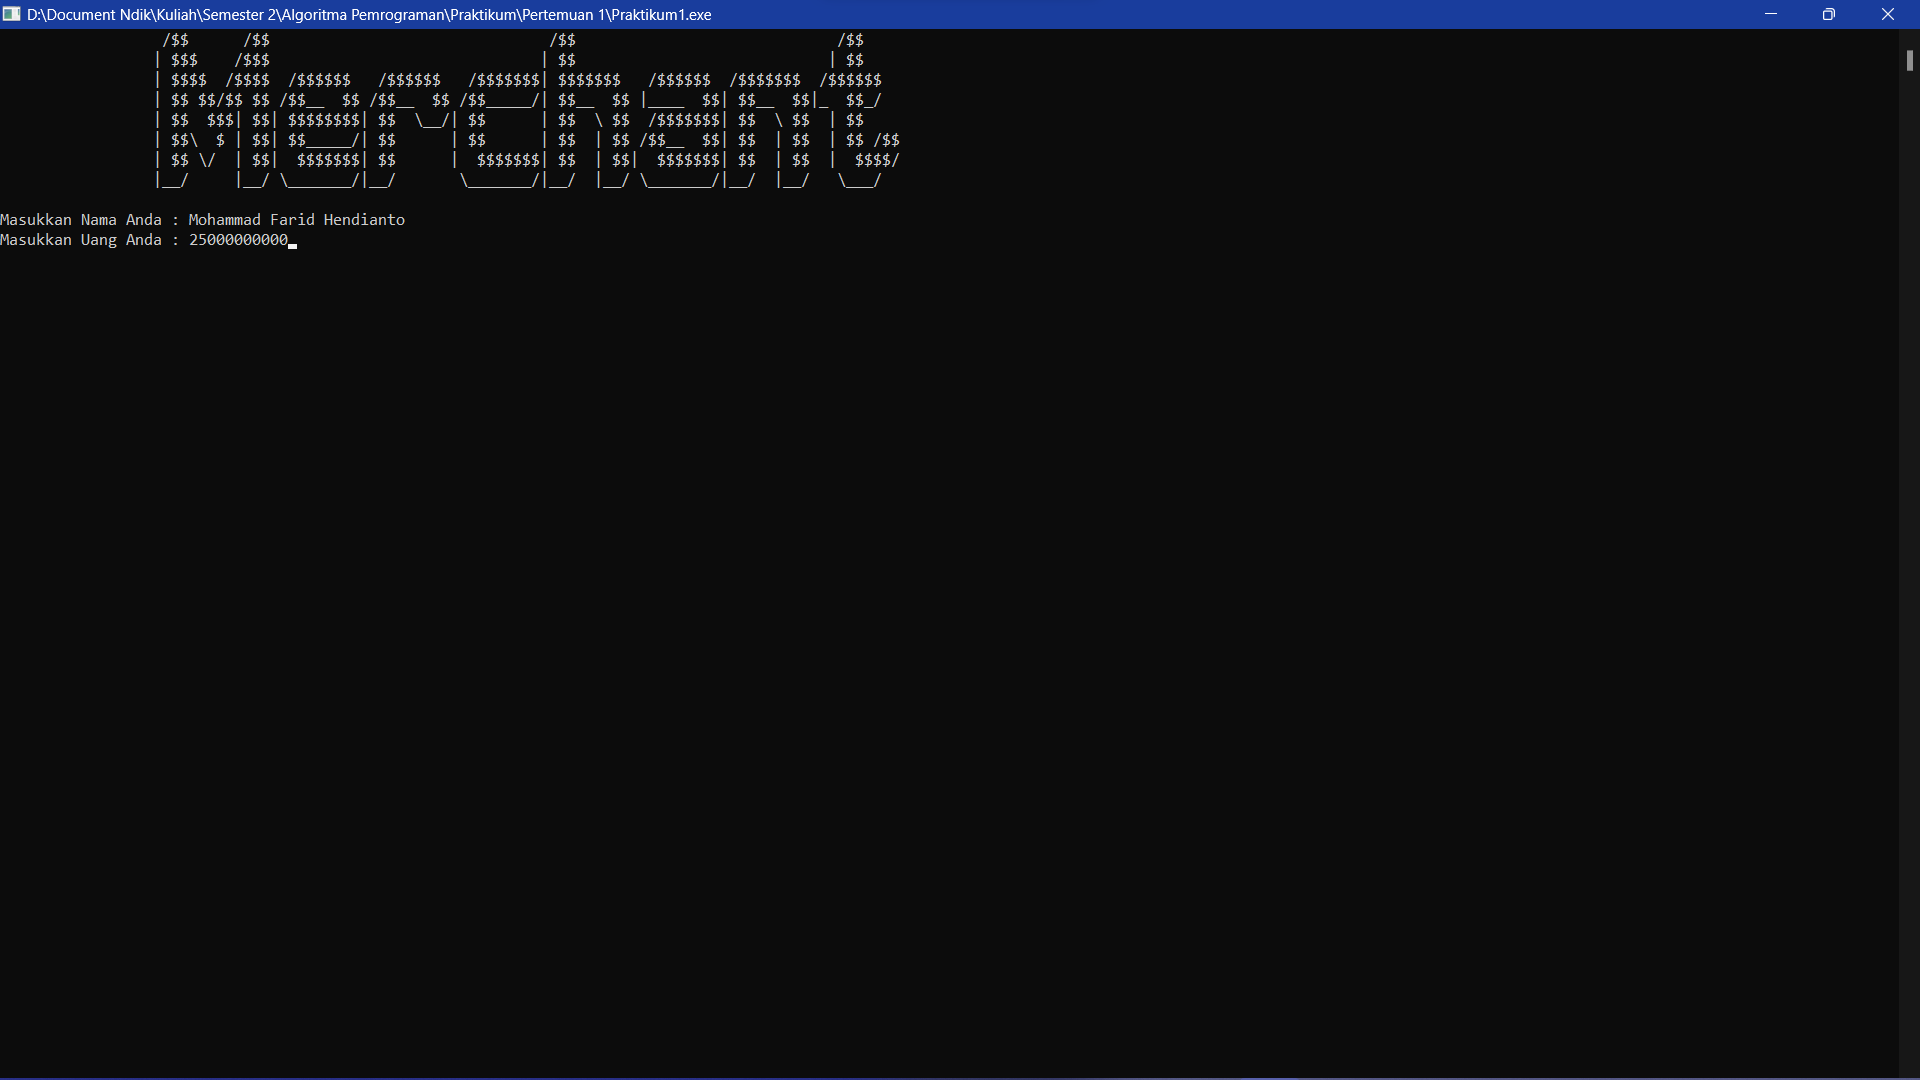 D:\Document Ndik\Kuliah\Semester 2\Algoritma Pemrograman\Praktikum\Pertemuan 1\Praktikum1.exe
Merchant
Masukkan Nama Anda : Mohammad Farid Hendianto
Masukkan Uang Anda : 25000000000